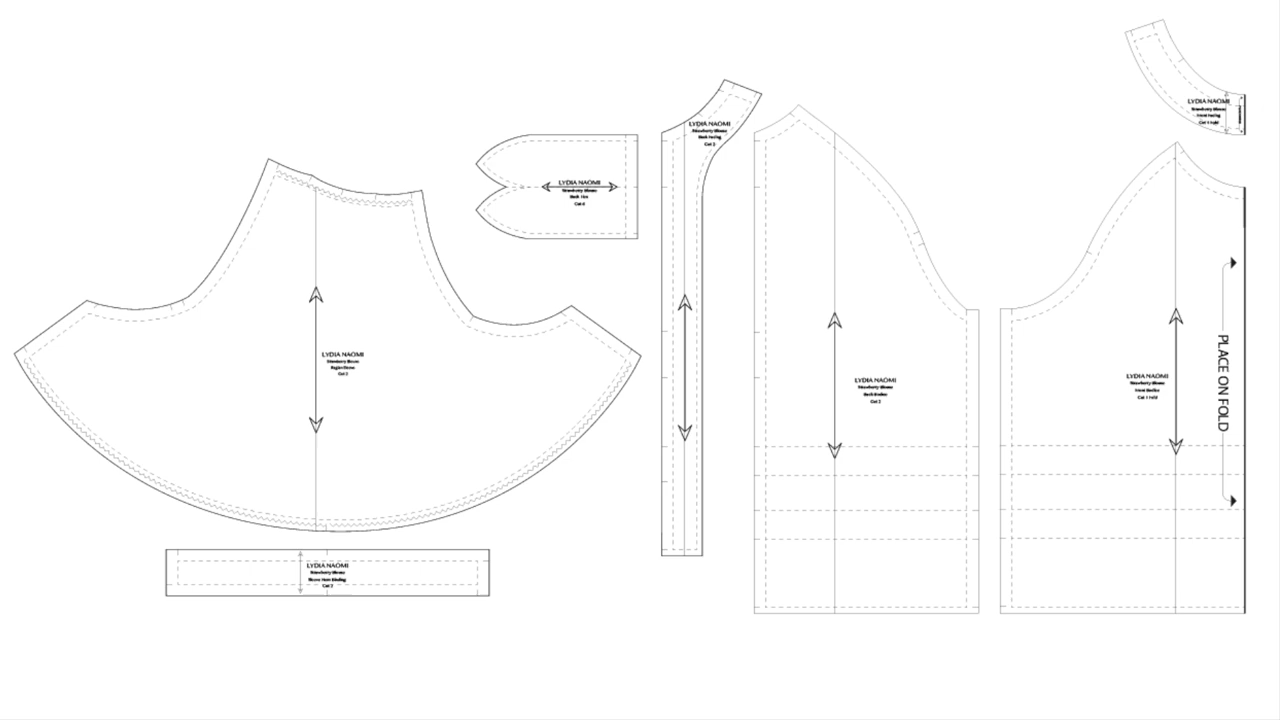 LYDIA NAOMI
Strawberry Blouse
Raglan Sleeve
Cut 2
LYDIA NAOMI
Strawberry Blouse
Sleeve Hem Binding
Cut 2
LYDIA NAOMI
Strawberry Blouse
Back
Cut 4
LYDIA NAOMI
Strawberry Blouse
Back Facing
Cut 2
LYDIA NAOMI
Strawberry Blouse
Back Bodice
Cut 2
LYDIA NAOMI
Strawberry Blouse
Front Facing
Cut 1 Fold
LYDIA NAOMI
Strawberry Blouse
Front Bodice
Cut 1 Fold
PLACE ON FOLD